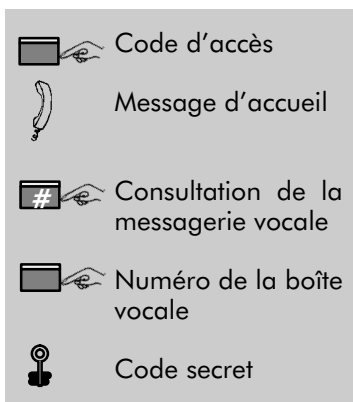 Code d’accès
Message d’accueil
# Consultation de la
messagerie vocale
Numéro de la boîte
vocale
Code secret